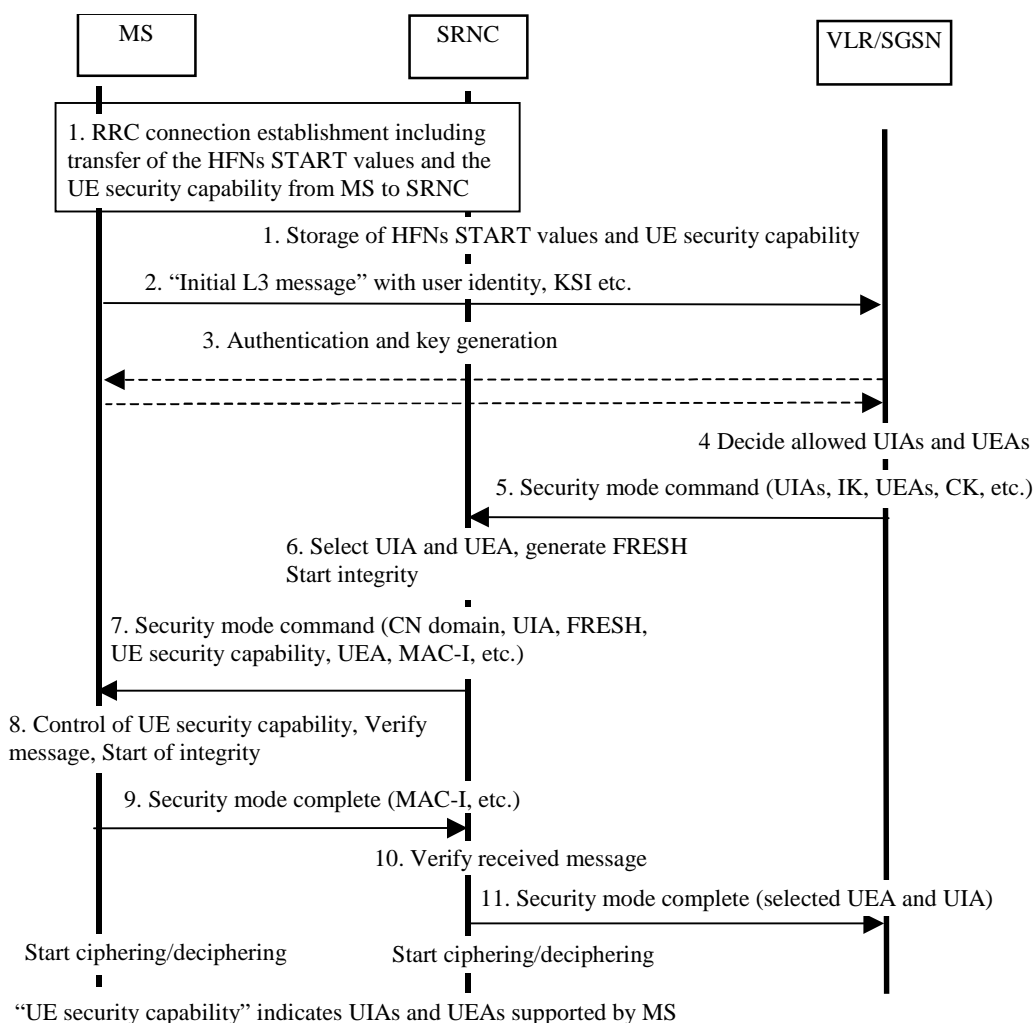 MS
SRNC
VLR/SGSN
1. RRC connection establishment including
transfer of the HFNs START values and the
UE security capability from MS to SRNC
1. Storage of HFNs START values and UE security capability
2. “Initial L3 message” with user identity, KSI etc.
3. Authentication and key generation
4 Decide allowed UIAs and UEAs
5. Security mode command (UIAs, IK, UEAs, CK, etc.)
6. Select UIA and UEA, generate FRESH
Start integrity
7. Security mode command (CN domain, UIA, FRESH,
UE security capability, UEA, MAC-I, etc.)
8. Control of UE security capability, Verify
message, Start of integrity
9. Security mode complete (MAC-I, etc.)
10. Verify received message
11. Security mode complete (selected UEA and UIA)
Start ciphering/deciphering
Start ciphering/deciphering
“UE security capability” indicates UIAs and UEAs supported by MS